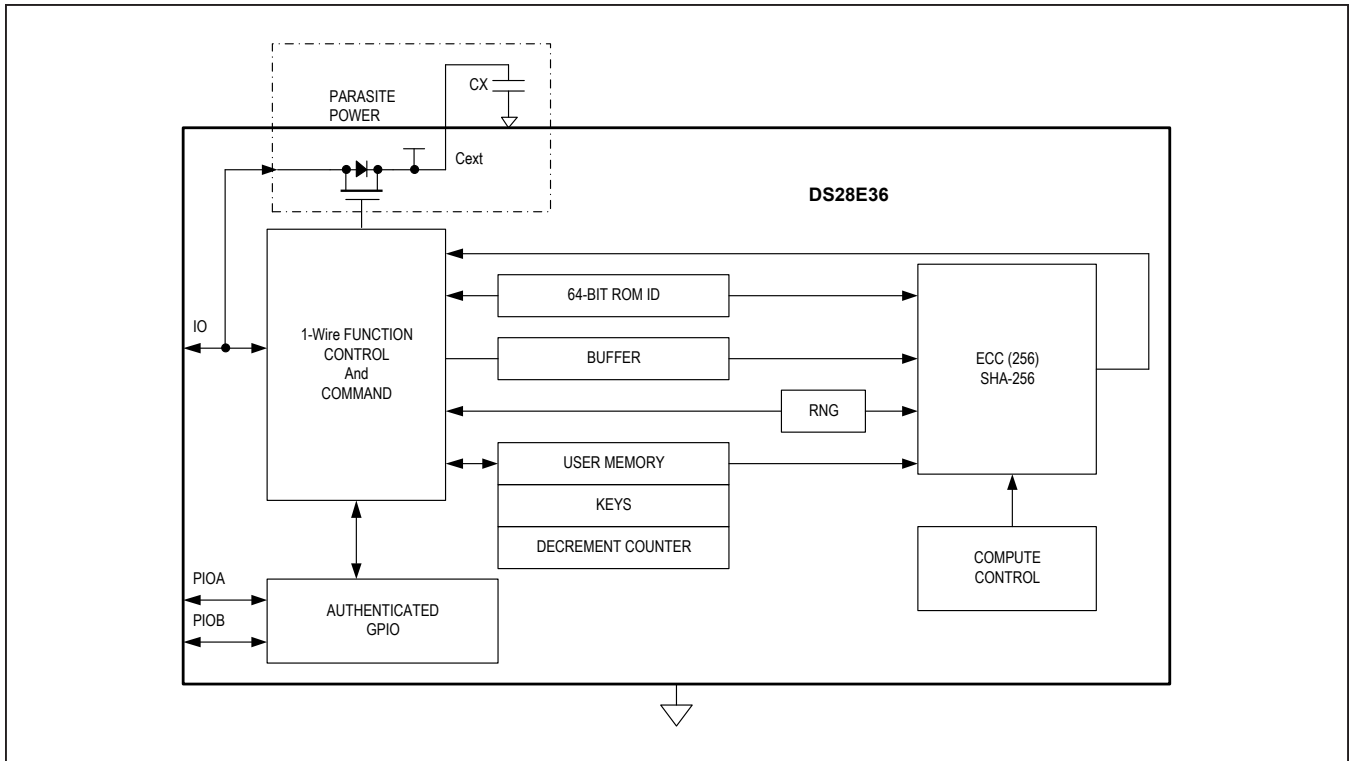 CX
PARASITE
POWER
Cext
DS28E36
64-BIT ROM ID
IO
1-Wire FUNCTION
CONTROL
And
COMMAND
BUFFER
ECC (256)
SHA-256
RNG
USER MEMORY
KEYS
DECREMENT COUNTER
COMPUTE
CONTROL
PIOA
PIOB
AUTHENTICATED
GPIO